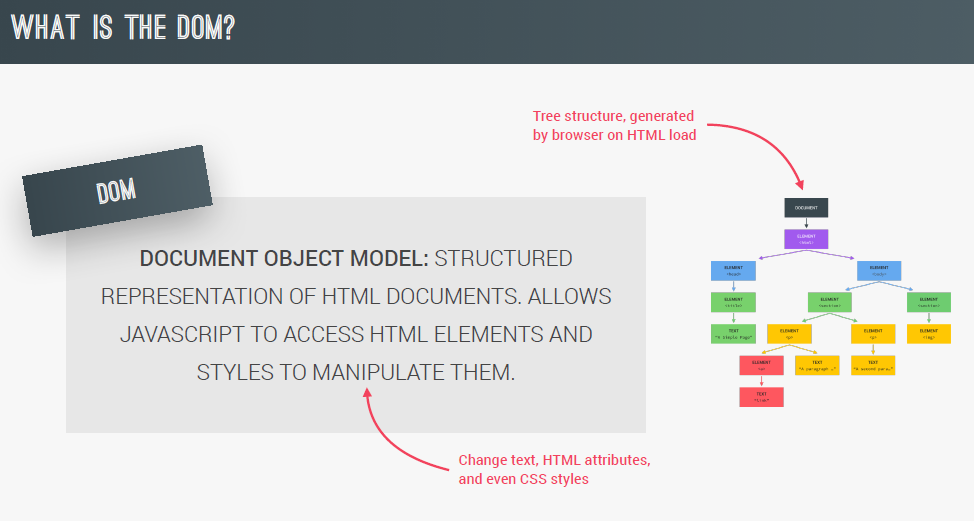 WHAT IS THE DOM?
Tree structure, generated
by browser on HTML load
DOM
DOCUMENT OBJECT MODEL: STRUCTURED
REPRESENTATION OF HTML DOCUMENTS. ALLOWS
JAVASCRIPT TO ACCESS HTML ELEMENTS AND
STYLES TO MANIPULATE THEM.
Change text, HTML attributes,
and even CSS styles
DOCUMENT
ELEMENT
<html>
ELEMENT
<head>
ELEMENT
<body>
ELEMENT
<title>
ELEMENT
<section>
ELEMENT
<section>
TEXT
"A Simple Page"
ELEMENT
<p>
ELEMENT
<p>
ELEMENT
<img>
ELEMENT
<a>
TEXT
"A paragraph …"
TEXT
"A second para…"
TEXT
"link"